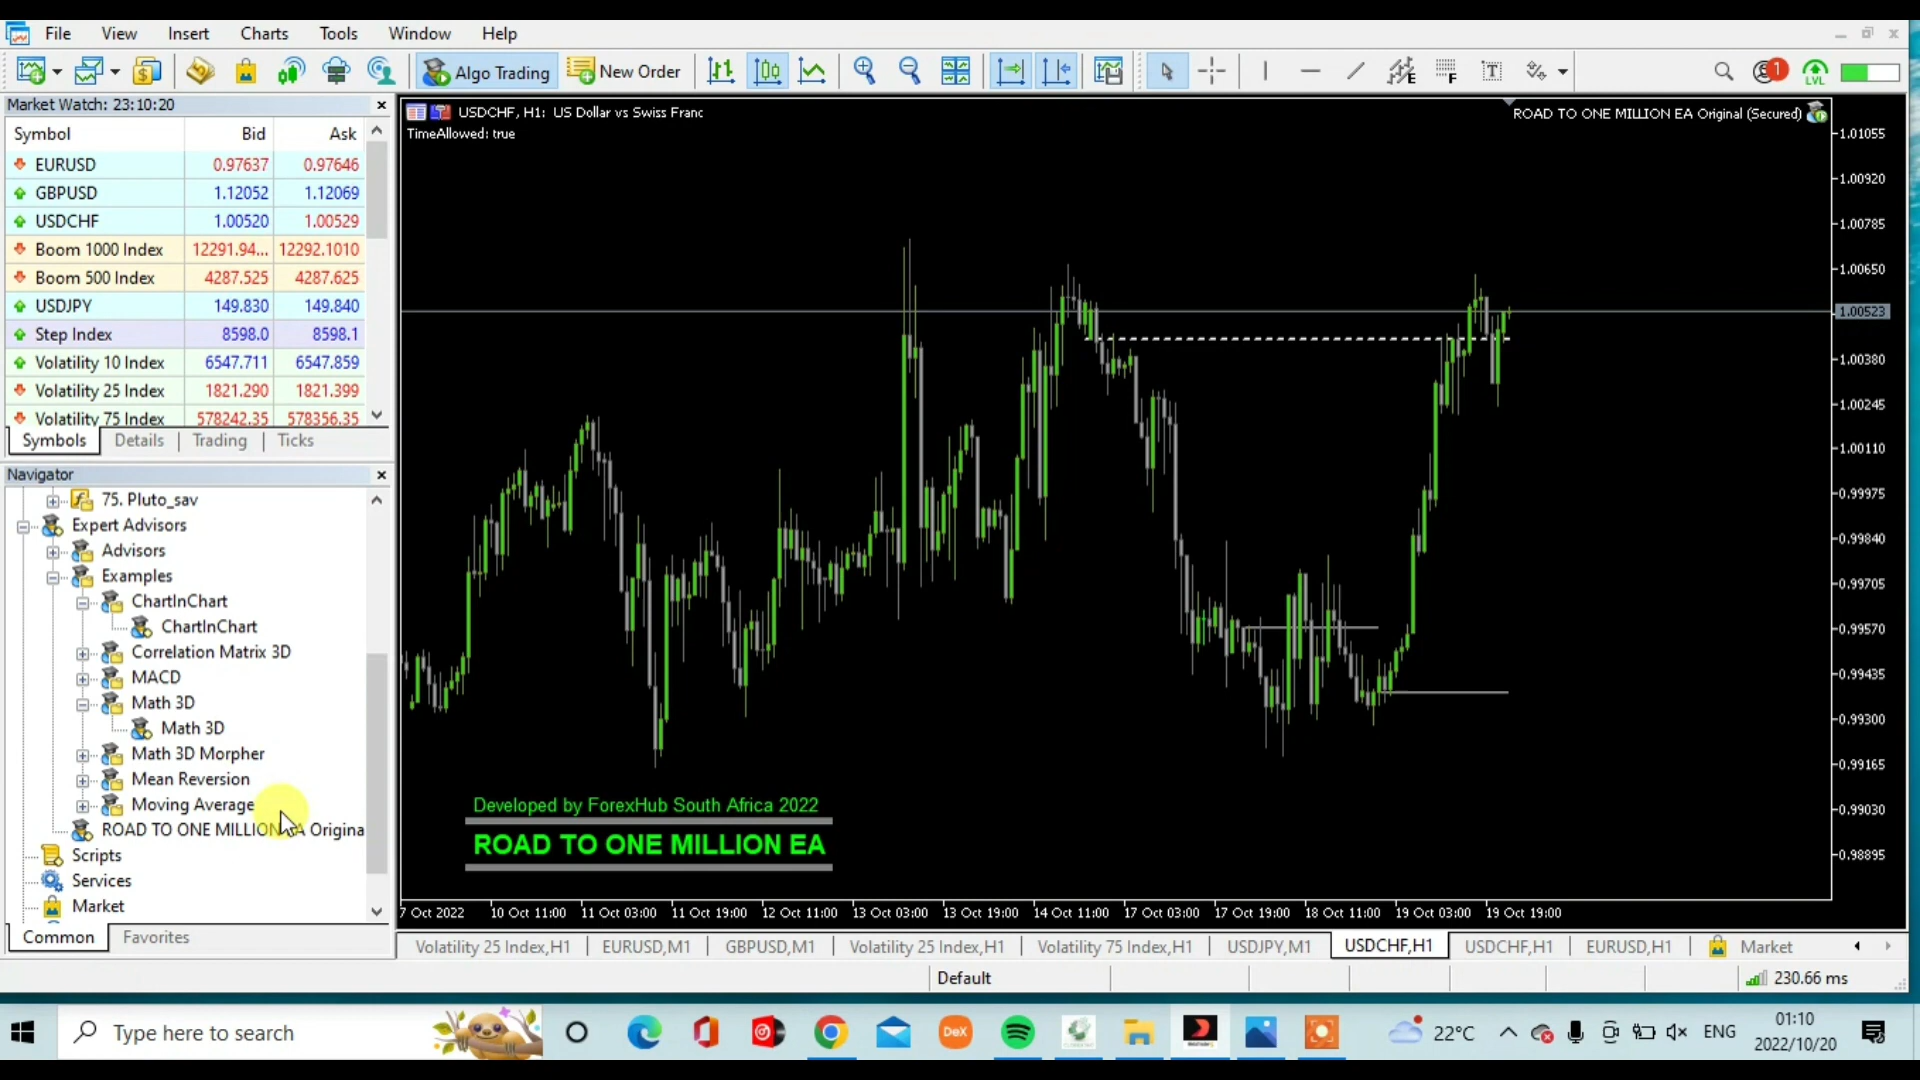 File View Insert Charts Tools Window Help
Algo Trading New Order 1 LVL
Market Watch: 23:10:20
Symbol Bid Ask
EURUSD 0.97637 0.97646
GBPUSD 1.12052 1.12069
USDCHF 1.00520 1.00529
Boom 1000 Index 12291.94... 12292.1010
Boom 500 Index 4287.525 4287.625
USDJPY 149.830 149.840
Step Index 8598.0 8598.1
Volatility 10 Index 6547.711 6547.859
Volatility 25 Index 1821.290 1821.399
Volatility 75 Index 578242.35 578356.35
Symbols Details Trading Ticks
Navigator
75. Pluto_sav
Expert Advisors
Advisors
Examples
ChartInChart
ChartInChart
Correlation Matrix 3D
MACD
Math 3D
Math 3D
Math 3D Morpher
Mean Reversion
Moving Average
ROAD TO ONE MILLION EA Origina
Scripts
Services
Market
Common Favorites
USDCHF, H1: US Dollar vs Swiss Franc
ROAD TO ONE MILLION EA Original (Secured)
TimeAllowed: true
1.01055
1.00920
1.00785
1.00650
1.00523
1.00380
1.00245
1.00110
0.99975
0.99840
0.99705
0.99570
0.99435
0.99300
0.99165
0.99030
0.98895
Developed by ForexHub South Africa 2022
ROAD TO ONE MILLION EA
7 Oct 2022 10 Oct 11:00 11 Oct 03:00 11 Oct 19:00 12 Oct 11:00 13 Oct 03:00 13 Oct 19:00 14 Oct 11:00 17 Oct 03:00 17 Oct 19:00 18 Oct 11:00 19 Oct 03:00 19 Oct 19:00
Volatility 25 Index,H1 EURUSD,M1 GBPUSD,M1 Volatility 25 Index,H1 Volatility 75 Index,H1 USDJPY,M1 USDCHF,H1 USDCHF,H1 EURUSD,H1 Market
Default 230.66 ms
Type here to search DeX 22°C ENG 01:10
2022/10/20